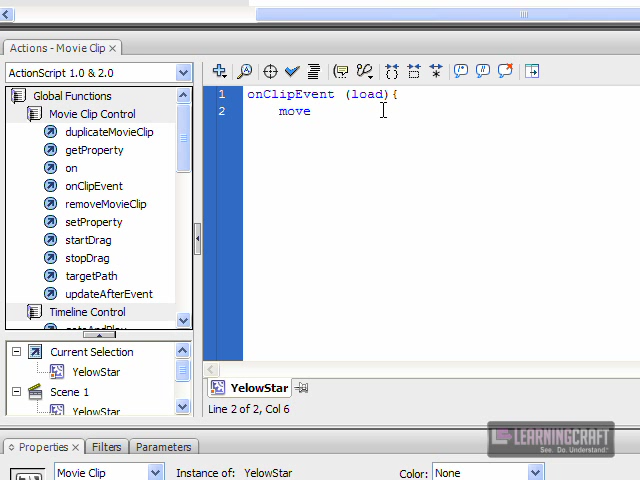 Actions - Movie Clip
ActionScript 1.0 & 2.0
Global Functions
Movie Clip Control
duplicateMovieClip
getProperty
on
onClipEvent
removeMovieClip
setProperty
startDrag
stopDrag
targetPath
updateAfterEvent
Timeline Control
gotoAndPlay
1 onClipEvent (load){
2 move
Current Selection
YelowStar
Scene 1
YelowStar
YelowStar
Line 2 of 2, Col 6
LEARNINGCRAFT
See. Do. Understand.
Properties
Filters
Parameters
Movie Clip
Instance of: YelowStar
Color: None